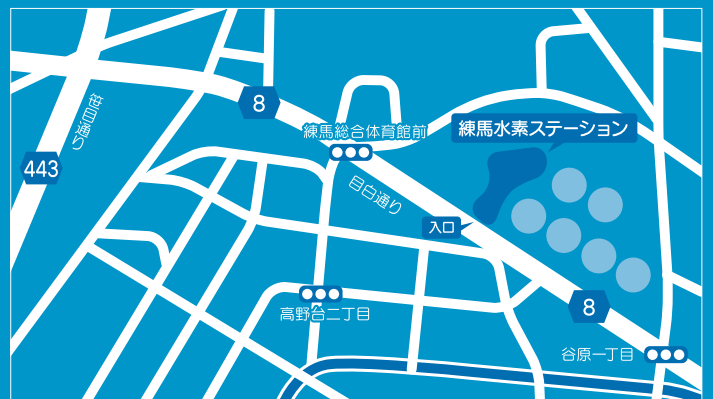 笹目通り
8
練馬総合体育館前
練馬水素ステーション
443
目白通り
入口
高野台二丁目
8
谷原一丁目